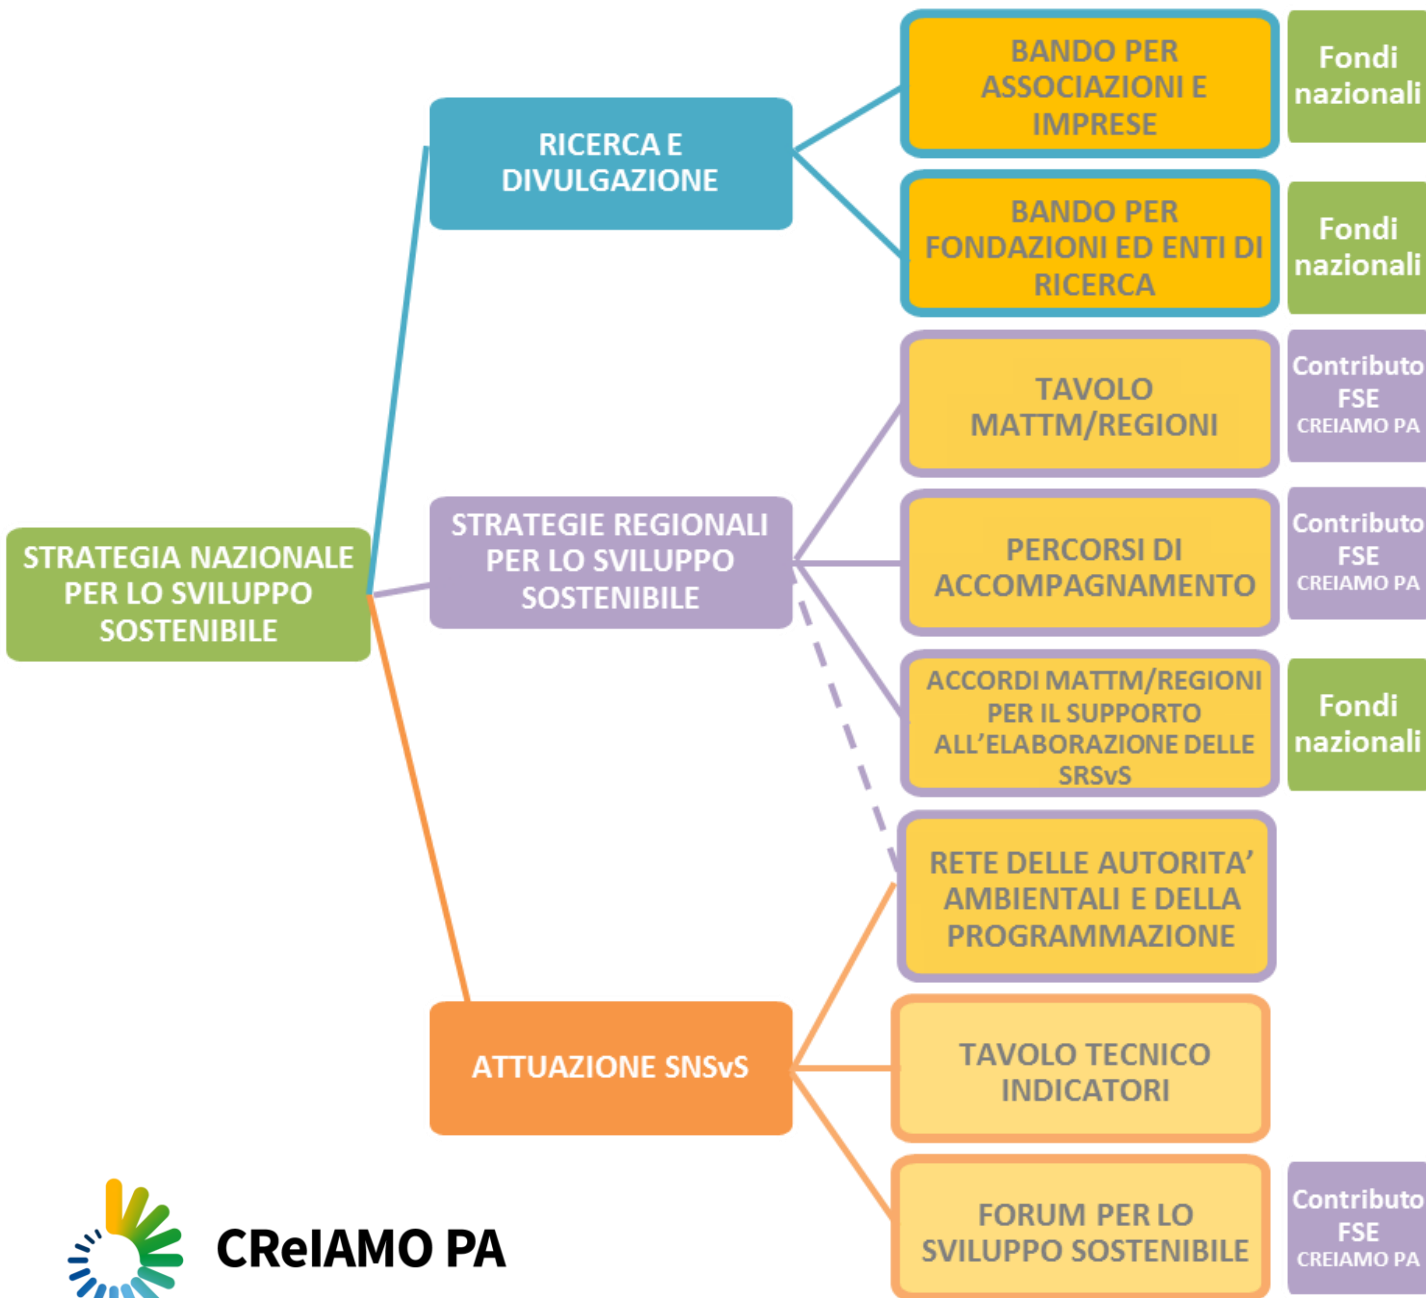 BANDO PER
ASSOCIAZIONI E
IMPRESE
Fondi
nazionali
RICERCA E
DIVULGAZIONE
BANDO PER
FONDAZIONI ED ENTI DI
RICERCA
Fondi
nazionali
TAVOLO
MATTM/REGIONI
Contributo
FSE
CREIAMO PA
STRATEGIA NAZIONALE
PER LO SVILUPPO
SOSTENIBILE
STRATEGIE REGIONALI
PER LO SVILUPPO
SOSTENIBILE
PERCORSI DI
ACCOMPAGNAMENTO
Contributo
FSE
CREIAMO PA
ACCORDI MATTM/REGIONI
PER IL SUPPORTO
ALL’ELABORAZIONE DELLE
SRSvS
Fondi
nazionali
RETE DELLE AUTORITA’
AMBIENTALI E DELLA
PROGRAMMAZIONE
ATTUAZIONE SNSvS
TAVOLO TECNICO
INDICATORI
FORUM PER LO
SVILUPPO SOSTENIBILE
Contributo
FSE
CREIAMO PA
CReIAMO PA